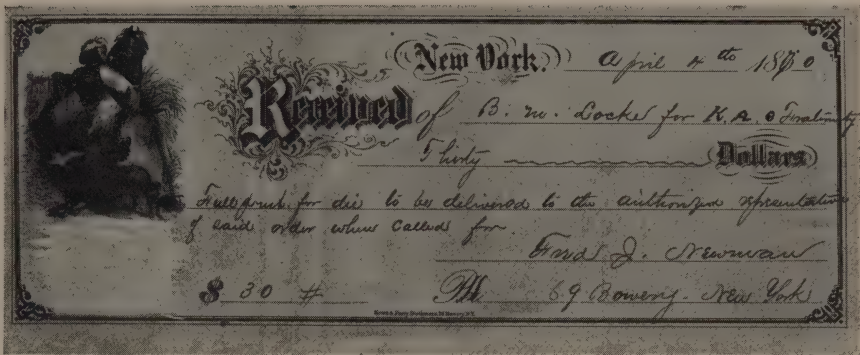 New York. April 4th 1870
Received of B. M. Locke for K. A. O Fraternity
Thirty Dollars
Full price for die to be delivered to the authorized representative
of said order when called for.
Fred J. Newman
$ 30 # 69 Bowery. New York